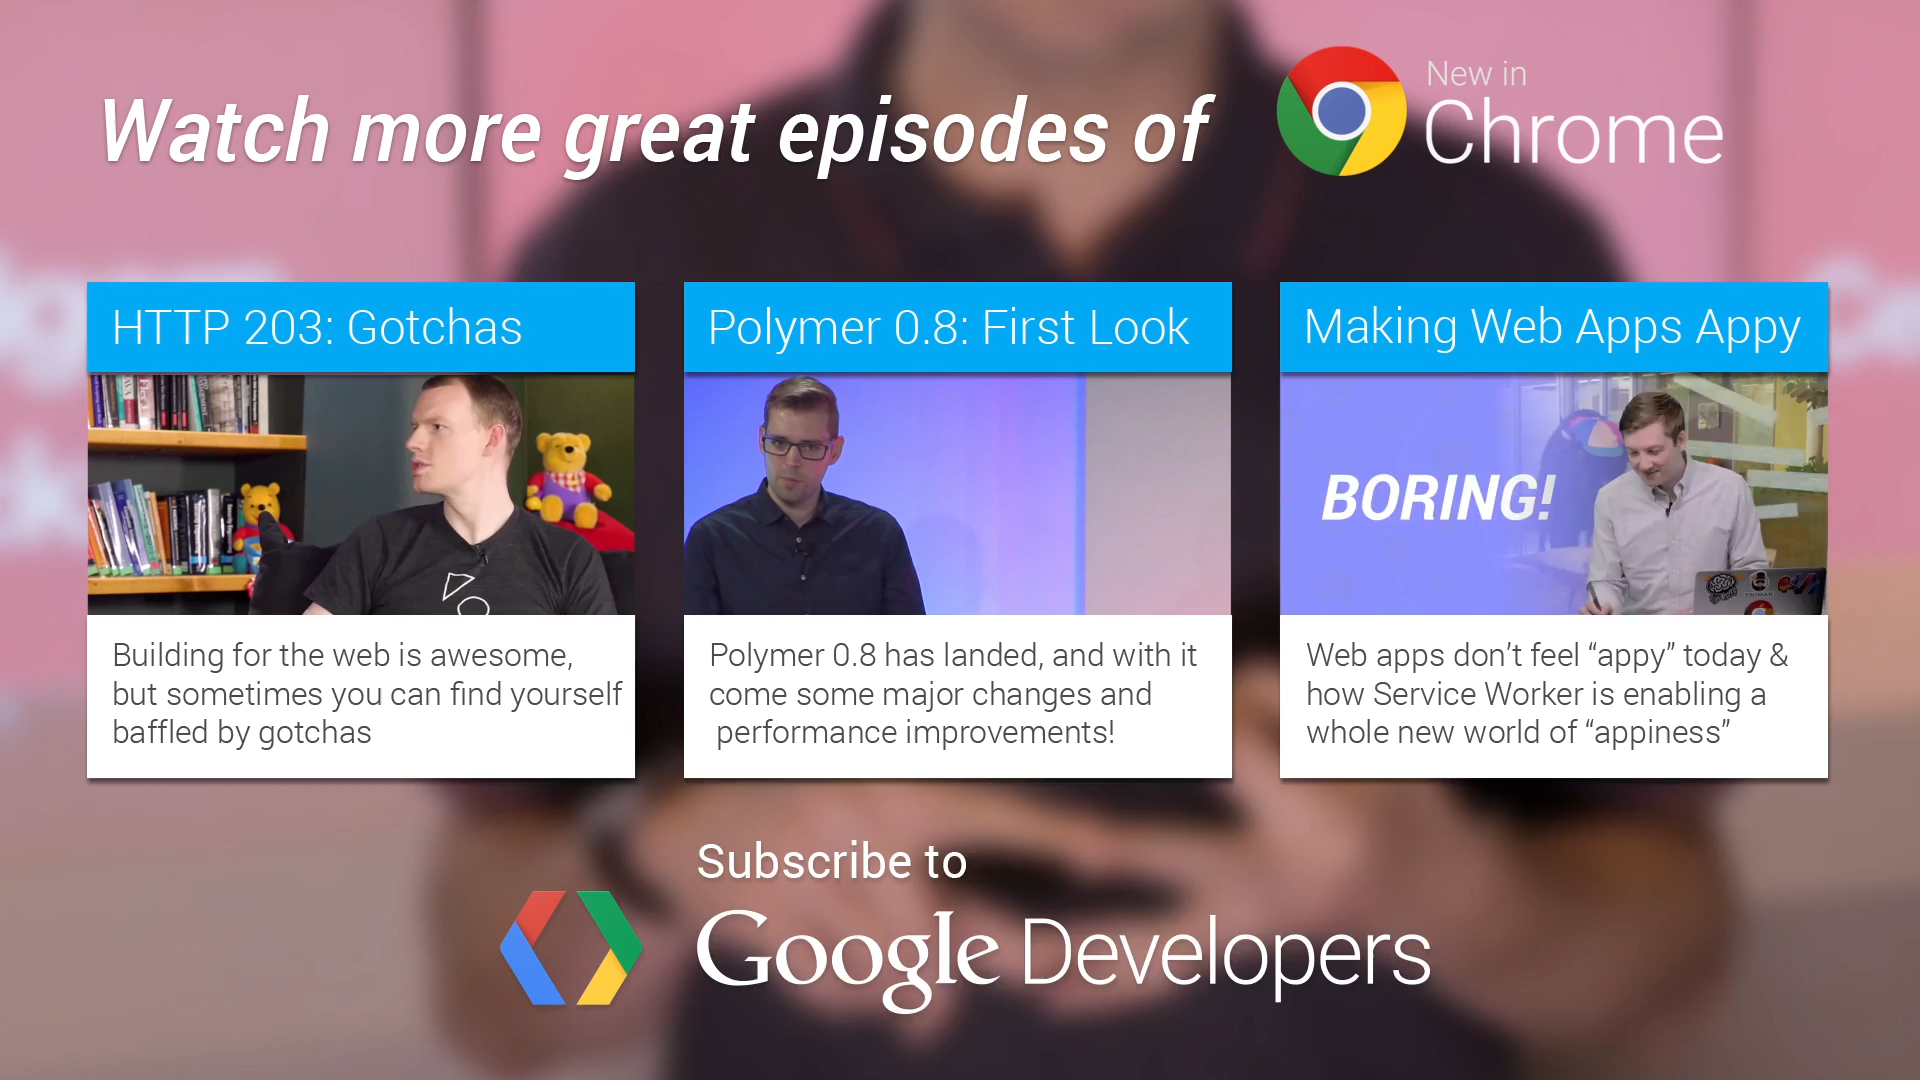 Watch more great episodes of
New in
Chrome
HTTP 203: Gotchas
Building for the web is awesome,
but sometimes you can find yourself
baffled by gotchas
Polymer 0.8: First Look
Polymer 0.8 has landed, and with it
come some major changes and
performance improvements!
Making Web Apps Appy
BORING!
Web apps don’t feel “appy” today &
how Service Worker is enabling a
whole new world of “appiness”
Subscribe to
Google Developers